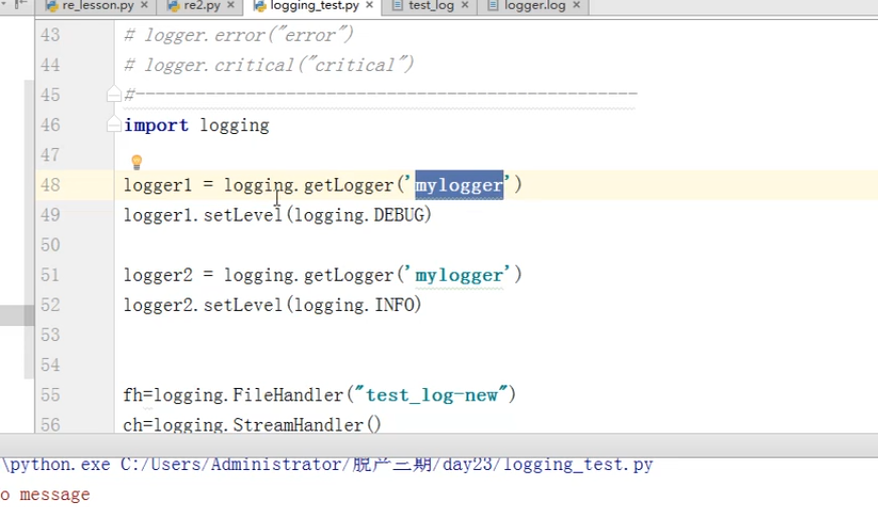 re_lesson.py re2.py logging_test.py test_log logger.log
43 # logger.error("error")
44 # logger.critical("critical")
45 #--------------------------------------------------
46 import logging
47
48 logger1 = logging.getLogger('mylogger')
49 logger1.setLevel(logging.DEBUG)
50
51 logger2 = logging.getLogger('mylogger')
52 logger2.setLevel(logging.INFO)
53
54
55 fh=logging.FileHandler("test_log-new")
56 ch=logging.StreamHandler()
\python.exe C:/Users/Administrator/脱产三期/day23/logging_test.py
o message